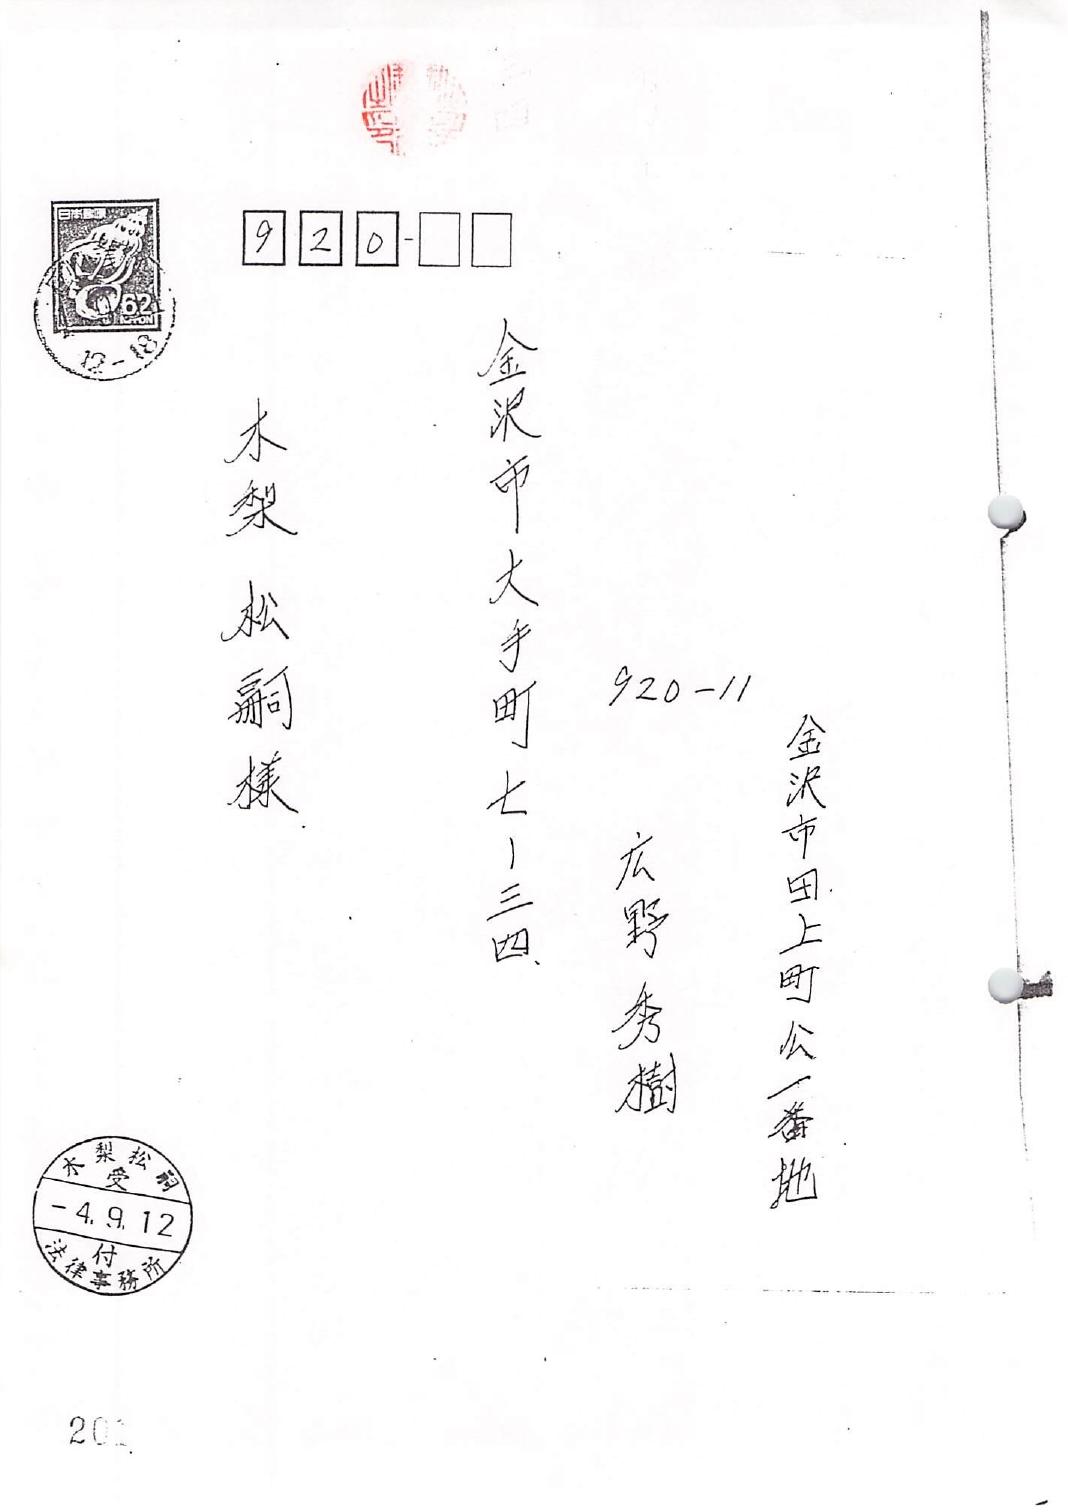 日本郵便
62
NIPPON
12-18
920-
金沢市大手町七ー三四
木梨松嗣様
920-11
金沢市田上町公一番地
広野秀樹
木梨松嗣
受
-4.9.12
付
法律事務所
20